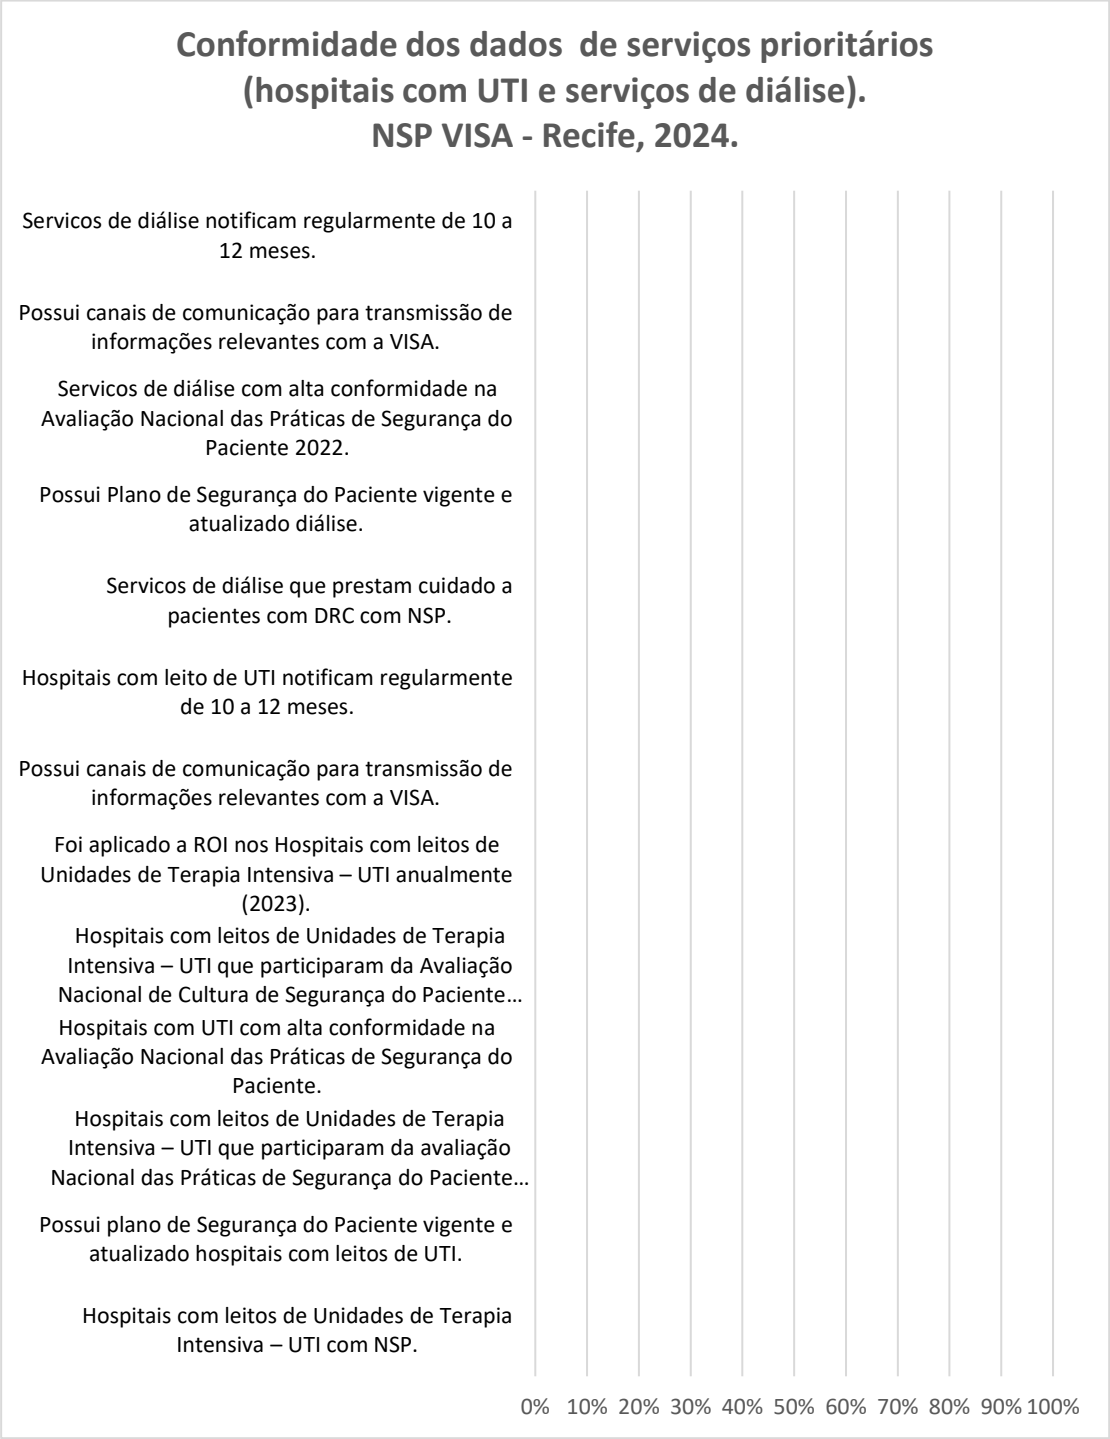 Conformidade dos dados  de serviços prioritários
(hospitais com UTI e serviços de diálise).
NSP VISA - Recife, 2024.
Servicos de diálise notificam regularmente de 10 a
12 meses.
Possui canais de comunicação para transmissão de
informações relevantes com a VISA.
Servicos de diálise com alta conformidade na
Avaliação Nacional das Práticas de Segurança do
Paciente 2022.
Possui Plano de Segurança do Paciente vigente e
atualizado diálise.
Servicos de diálise que prestam cuidado a
pacientes com DRC com NSP.
Hospitais com leito de UTI notificam regularmente
de 10 a 12 meses.
Possui canais de comunicação para transmissão de
informações relevantes com a VISA.
Foi aplicado a ROI nos Hospitais com leitos de
Unidades de Terapia Intensiva – UTI anualmente
(2023).
Hospitais com leitos de Unidades de Terapia
Intensiva – UTI que participaram da Avaliação
Nacional de Cultura de Segurança do Paciente...
Hospitais com UTI com alta conformidade na
Avaliação Nacional das Práticas de Segurança do
Paciente.
Hospitais com leitos de Unidades de Terapia
Intensiva – UTI que participaram da avaliação
Nacional das Práticas de Segurança do Paciente...
Possui plano de Segurança do Paciente vigente e
atualizado hospitais com leitos de UTI.
Hospitais com leitos de Unidades de Terapia
Intensiva – UTI com NSP.
0% 10% 20% 30% 40% 50% 60% 70% 80% 90% 100%